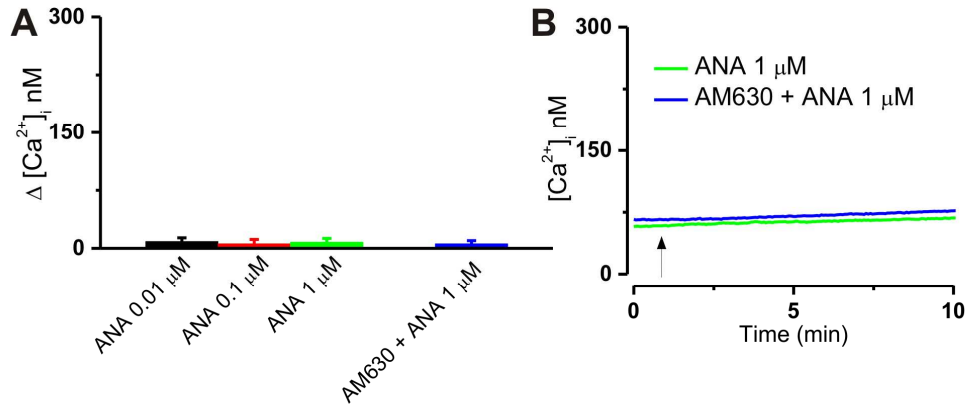 A
300
150
0
Δ [Ca2+]i nM
ANA 0.01 μM
ANA 0.1 μM
ANA 1 μM
AM630 + ANA 1 μM
B
300
150
0
[Ca2+]i nM
ANA 1 μM
AM630 + ANA 1 μM
0
5
10
Time (min)